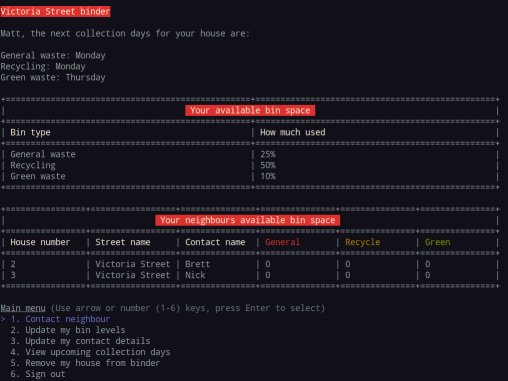 Victoria Street binder
Matt, the next collection days for your house are:
General waste: Monday
Recycling: Monday
Green waste: Thursday
Your available bin space
Bin type | How much used
General waste | 25%
Recycling | 50%
Green waste | 10%
Your neighbours available bin space
House number | Street name | Contact name | General | Recycle | Green
2 | Victoria Street | Brett | 0 | 0 | 0
3 | Victoria Street | Nick | 0 | 0 | 0
Main menu (Use arrow or number (1-6) keys, press Enter to select)
> 1. Contact neighbour
2. Update my bin levels
3. Update my contact details
4. View upcoming collection days
5. Remove my house from binder
6. Sign out